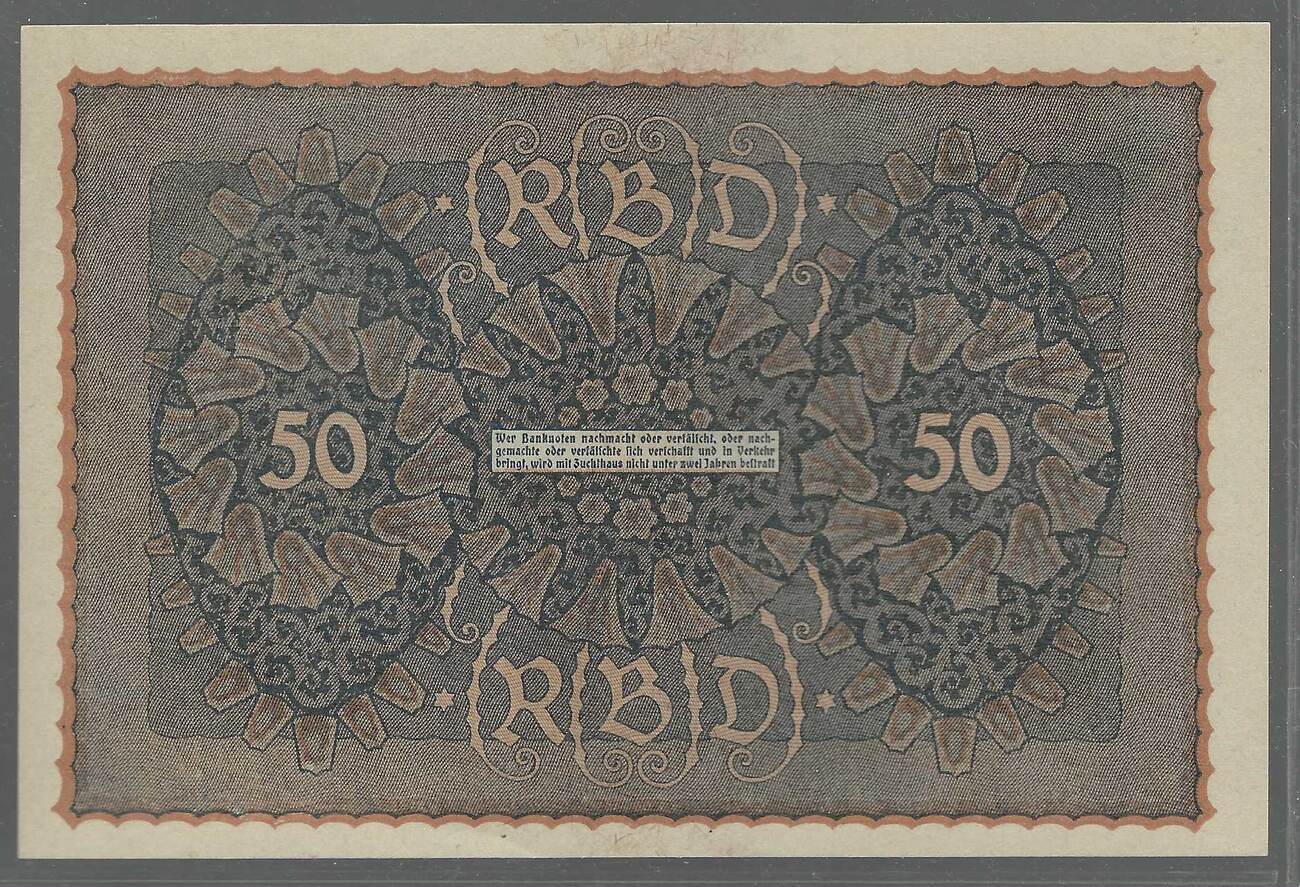 RBD
50
50
Wer Banknoten nachmacht oder verfälscht, oder nach-
gemachte oder verfälschte sich verschafft und in Verkehr
bringt, wird mit Zuchthaus nicht unter zwei Jahren bestraft
RBD